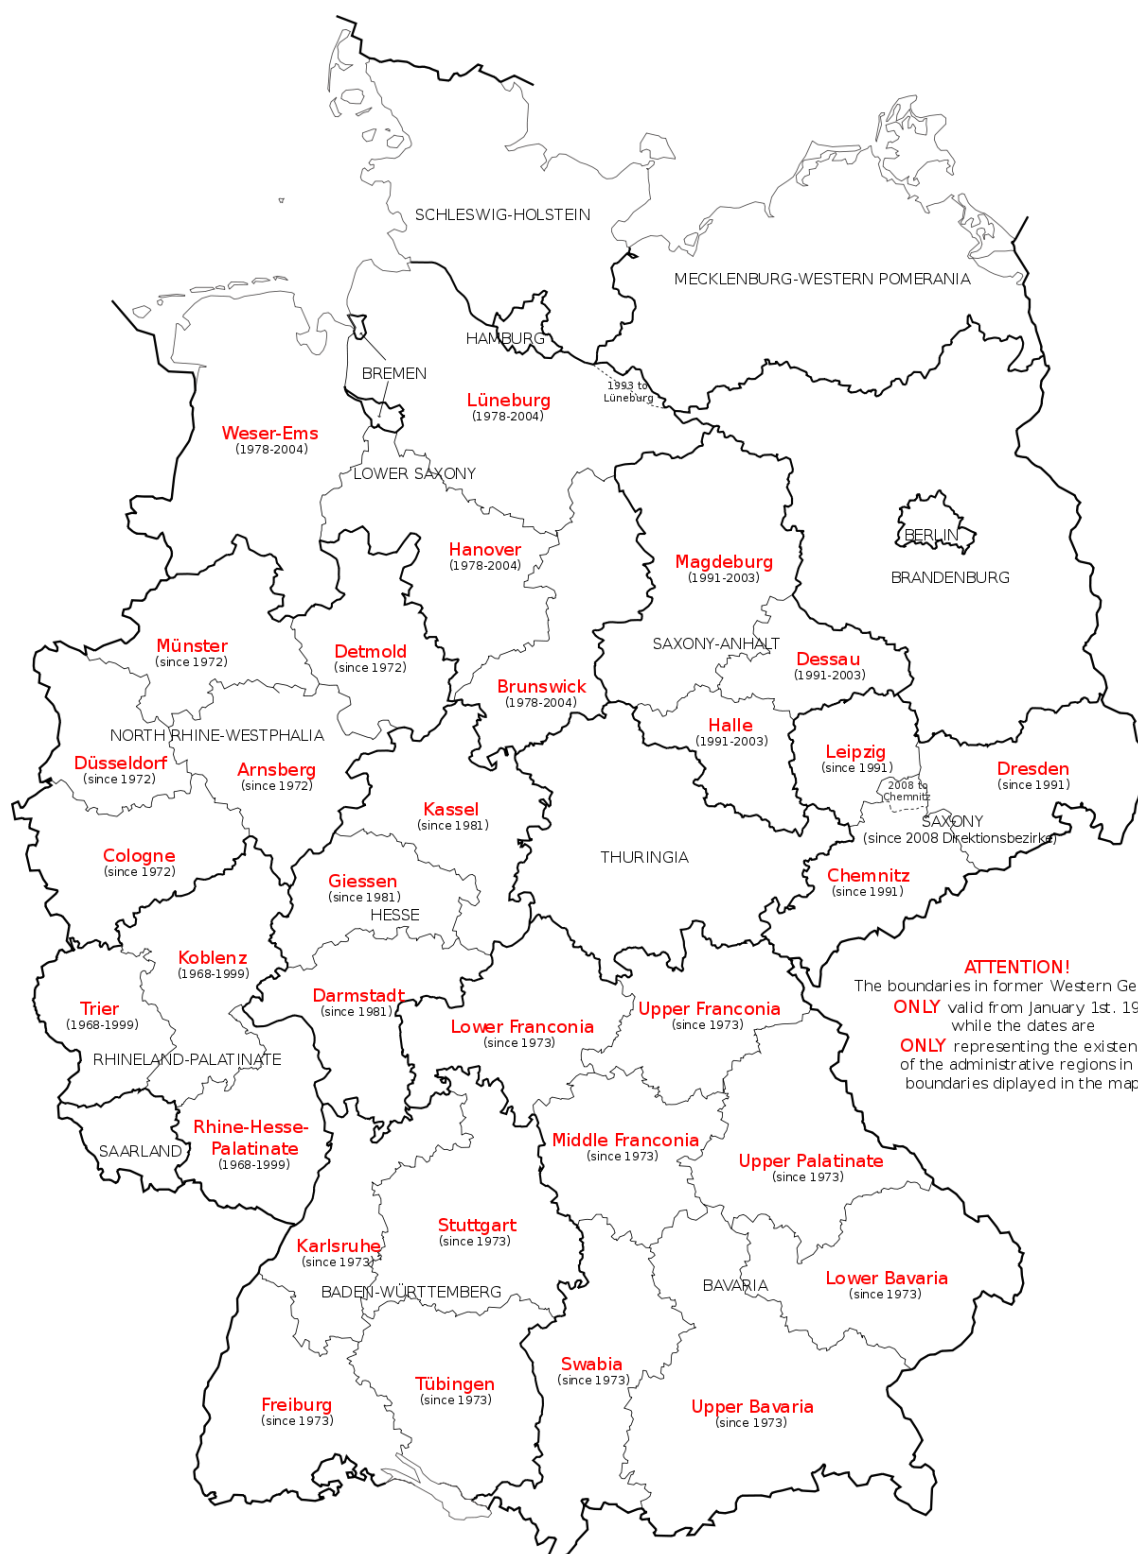 SCHLESWIG-HOLSTEIN
MECKLENBURG-WESTERN POMERANIA
HAMBURG
BREMEN
1993 to
Lüneburg
Lüneburg
(1978-2004)
Weser-Ems
(1978-2004)
LOWER SAXONY
BERLIN
Hanover
(1978-2004)
Magdeburg
(1991-2003)
BRANDENBURG
Münster
(since 1972)
Detmold
(since 1972)
SAXONY-ANHALT
Dessau
(1991-2003)
Brunswick
(1978-2004)
Halle
(1991-2003)
NORTH RHINE-WESTPHALIA
Düsseldorf
(since 1972)
Arnsberg
(since 1972)
Leipzig
(since 1991)
Dresden
(since 1991)
2008 to
Chemnitz
Kassel
(since 1981)
SAXONY
(since 2008 Direktionsbezirke)
Cologne
(since 1972)
THURINGIA
Giessen
(since 1981)
HESSE
Chemnitz
(since 1991)
Koblenz
(1968-1999)
Trier
(1968-1999)
Darmstadt
(since 1981)
Lower Franconia
(since 1973)
Upper Franconia
(since 1973)
ATTENTION!
The boundaries in former Western Ge
ONLY valid from January 1st. 19
while the dates are
ONLY representing the existen
of the administrative regions in
boundaries diplayed in the map
RHINELAND-PALATINATE
SAARLAND
Rhine-Hesse-
Palatinate
(1968-1999)
Middle Franconia
(since 1973)
Upper Palatinate
(since 1973)
Stuttgart
(since 1973)
Karlsruhe
(since 1973)
BADEN-WÜRTTEMBERG
BAVARIA
Lower Bavaria
(since 1973)
Swabia
(since 1973)
Tübingen
(since 1973)
Freiburg
(since 1973)
Upper Bavaria
(since 1973)